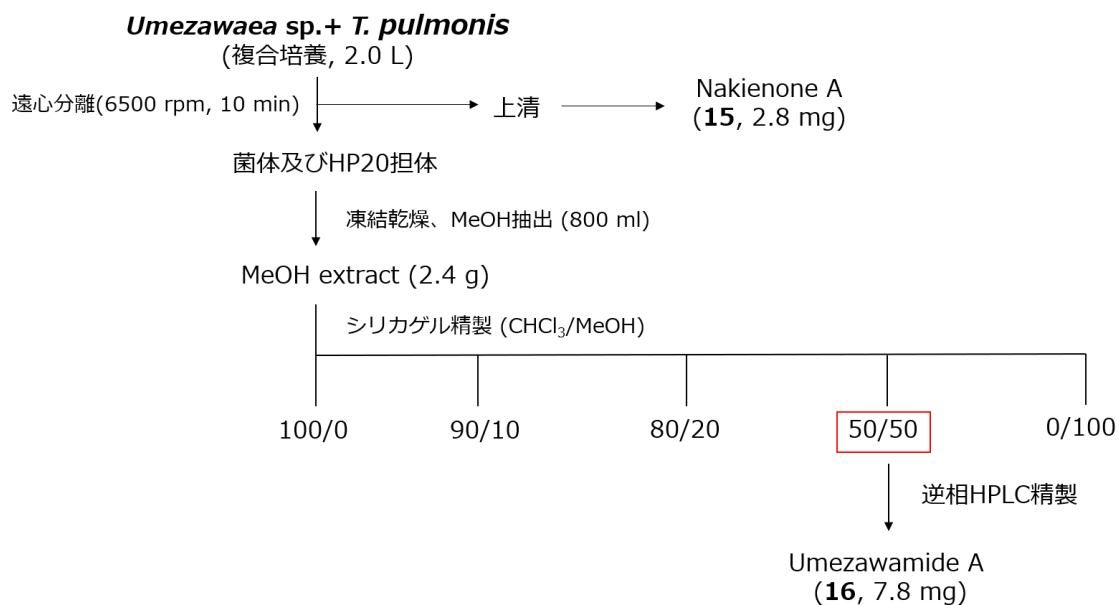 Umezawaea sp.+ T. pulmonis
(複合培養, 2.0 L)
遠心分離(6500 rpm, 10 min)
上清
Nakienone A
(15, 2.8 mg)
菌体及びHP20担体
凍結乾燥、MeOH抽出 (800 ml)
MeOH extract (2.4 g)
シリカゲル精製 (CHCl₃/MeOH)
100/0
90/10
80/20
50/50
0/100
逆相HPLC精製
Umezawamide A
(16, 7.8 mg)